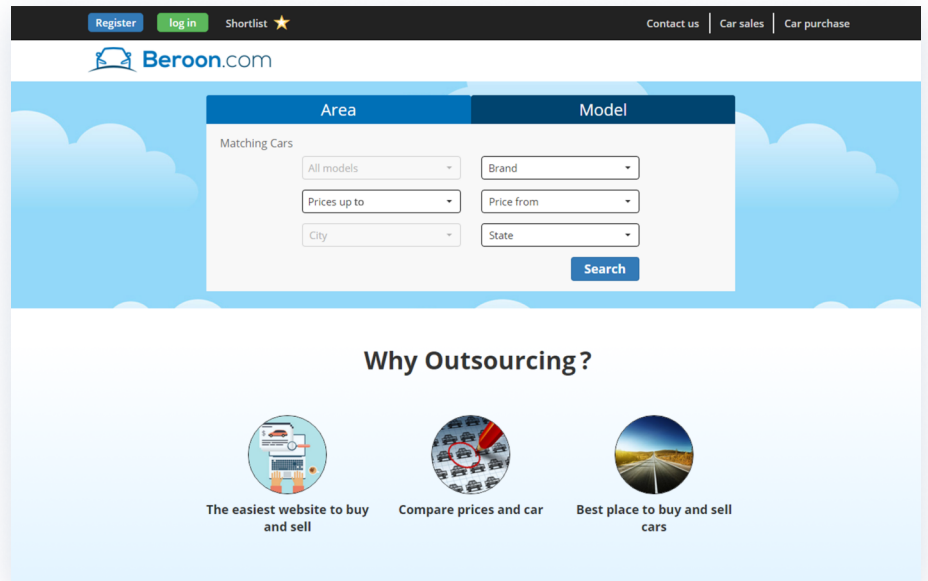 Register log in Shortlist Contact us Car sales Car purchase
Beroon.com
Area Model
Matching Cars
All models Brand
Prices up to Price from
City State
Search
Why Outsourcing?
The easiest website to buy
and sell
Compare prices and car
Best place to buy and sell
cars